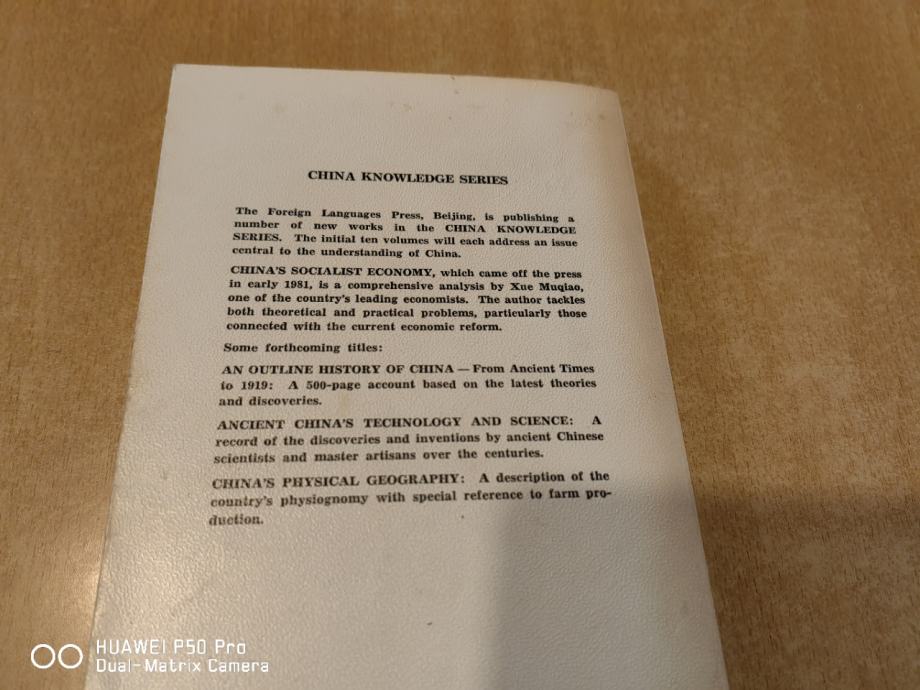 CHINA KNOWLEDGE SERIES
The Foreign Languages Press, Beijing, is publishing a
number of new works in the CHINA KNOWLEDGE
SERIES. The initial ten volumes will each address an issue
central to the understanding of China.
CHINA'S SOCIALIST ECONOMY, which came off the press
in early 1981, is a comprehensive analysis by Xue Muqiao,
one of the country's leading economists. The author tackles
both theoretical and practical problems, particularly those
connected with the current economic reform.
Some forthcoming titles:
AN OUTLINE HISTORY OF CHINA — From Ancient Times
to 1919: A 500-page account based on the latest theories
and discoveries.
ANCIENT CHINA'S TECHNOLOGY AND SCIENCE: A
record of the discoveries and inventions by ancient Chinese
scientists and master artisans over the centuries.
CHINA'S PHYSICAL GEOGRAPHY: A description of the
country's physiognomy with special reference to farm pro-
duction.
HUAWEI P50 Pro
Dual-Matrix Camera